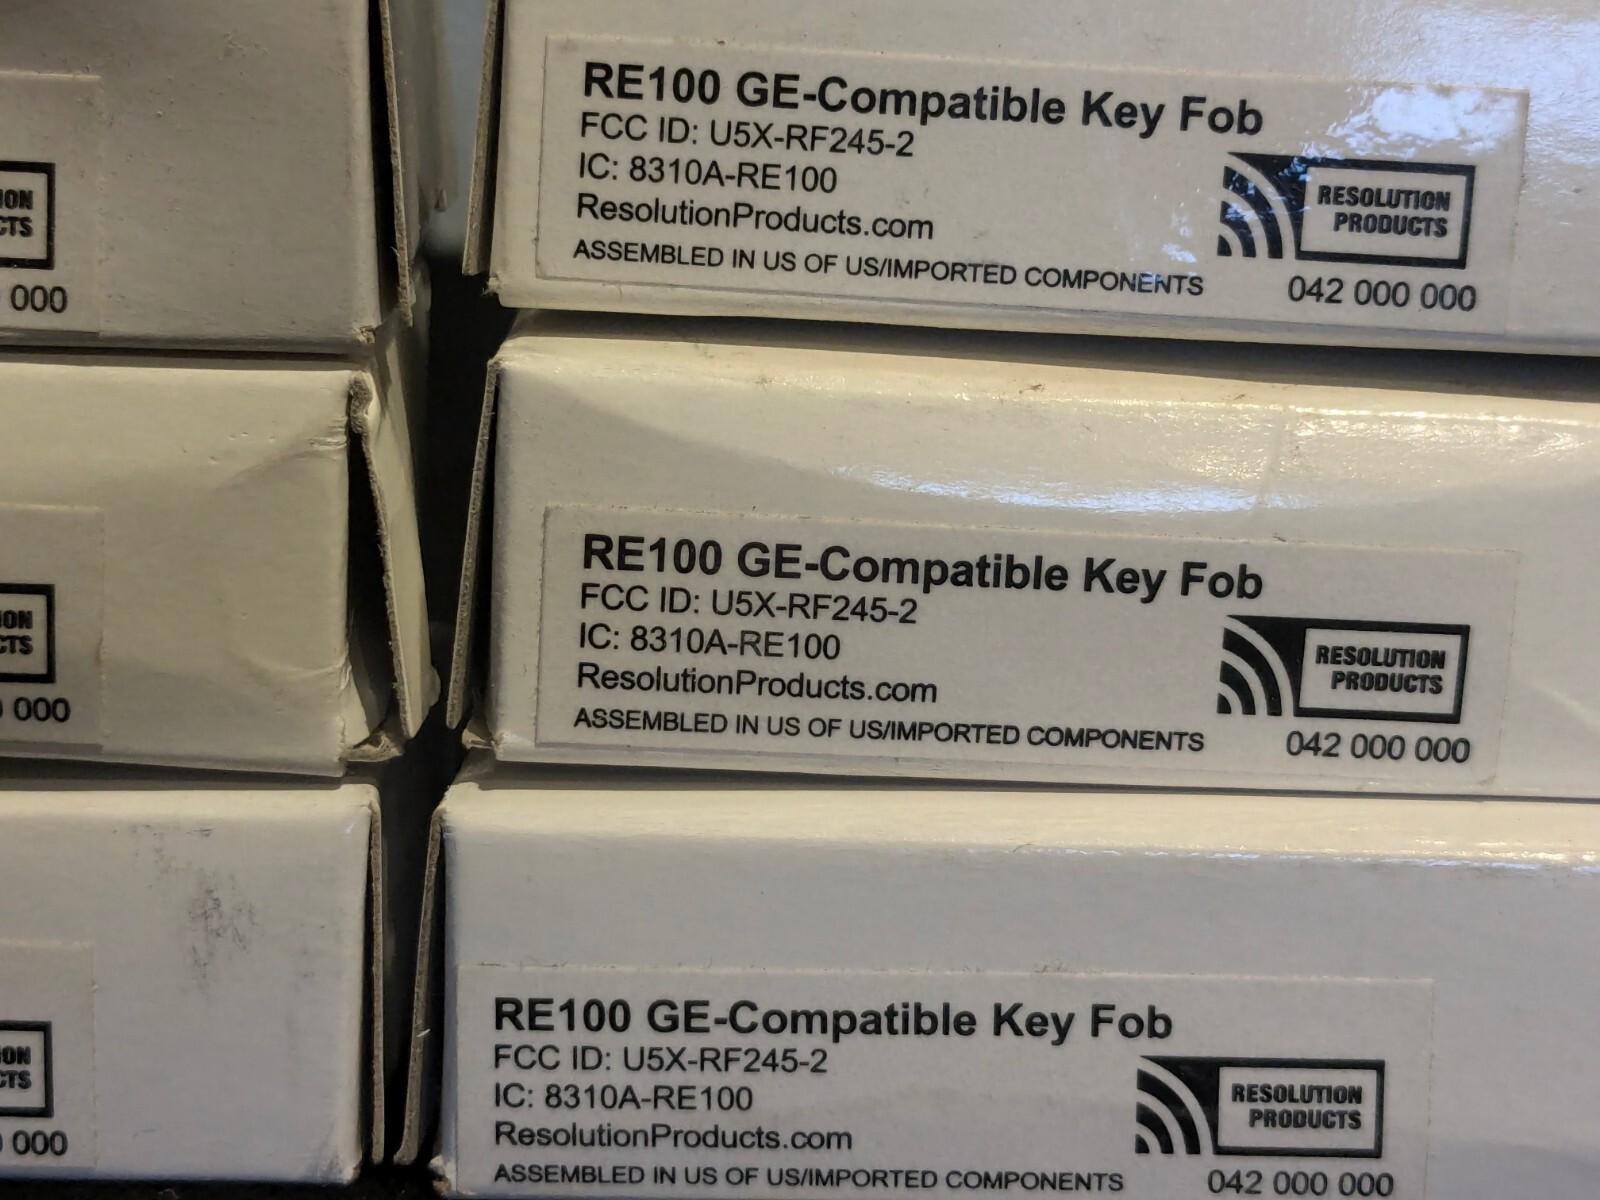 RE100 GE-Compatible Key Fob
FCC ID: U5X-RF245-2
IC: 8310A-RE100
ResolutionProducts.com
ASSEMBLED IN US OF US/IMPORTED COMPONENTS
RESOLUTION
PRODUCTS
042 000 000
RE100 GE-Compatible Key Fob
FCC ID: U5X-RF245-2
IC: 8310A-RE100
ResolutionProducts.com
ASSEMBLED IN US OF US/IMPORTED COMPONENTS
RESOLUTION
PRODUCTS
042 000 000
RE100 GE-Compatible Key Fob
FCC ID: U5X-RF245-2
IC: 8310A-RE100
ResolutionProducts.com
ASSEMBLED IN US OF US/IMPORTED COMPONENTS
RESOLUTION
PRODUCTS
042 000 000
000
000
000